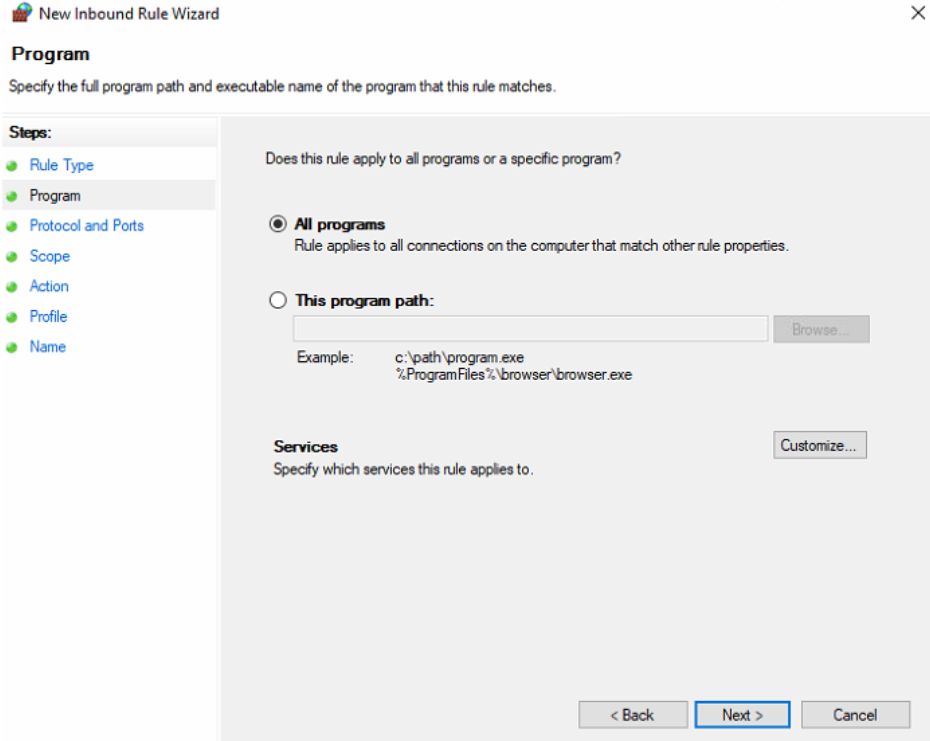 New Inbound Rule Wizard
Program
Specify the full program path and executable name of the program that this rule matches.
Steps:
Rule Type
Program
Protocol and Ports
Scope
Action
Profile
Name
Does this rule apply to all programs or a specific program?
All programs
Rule applies to all connections on the computer that match other rule properties.
This program path:
Browse...
Example: c:\path\program.exe
%ProgramFiles%\browser\browser.exe
Services
Customize...
Specify which services this rule applies to.
< Back Next > Cancel